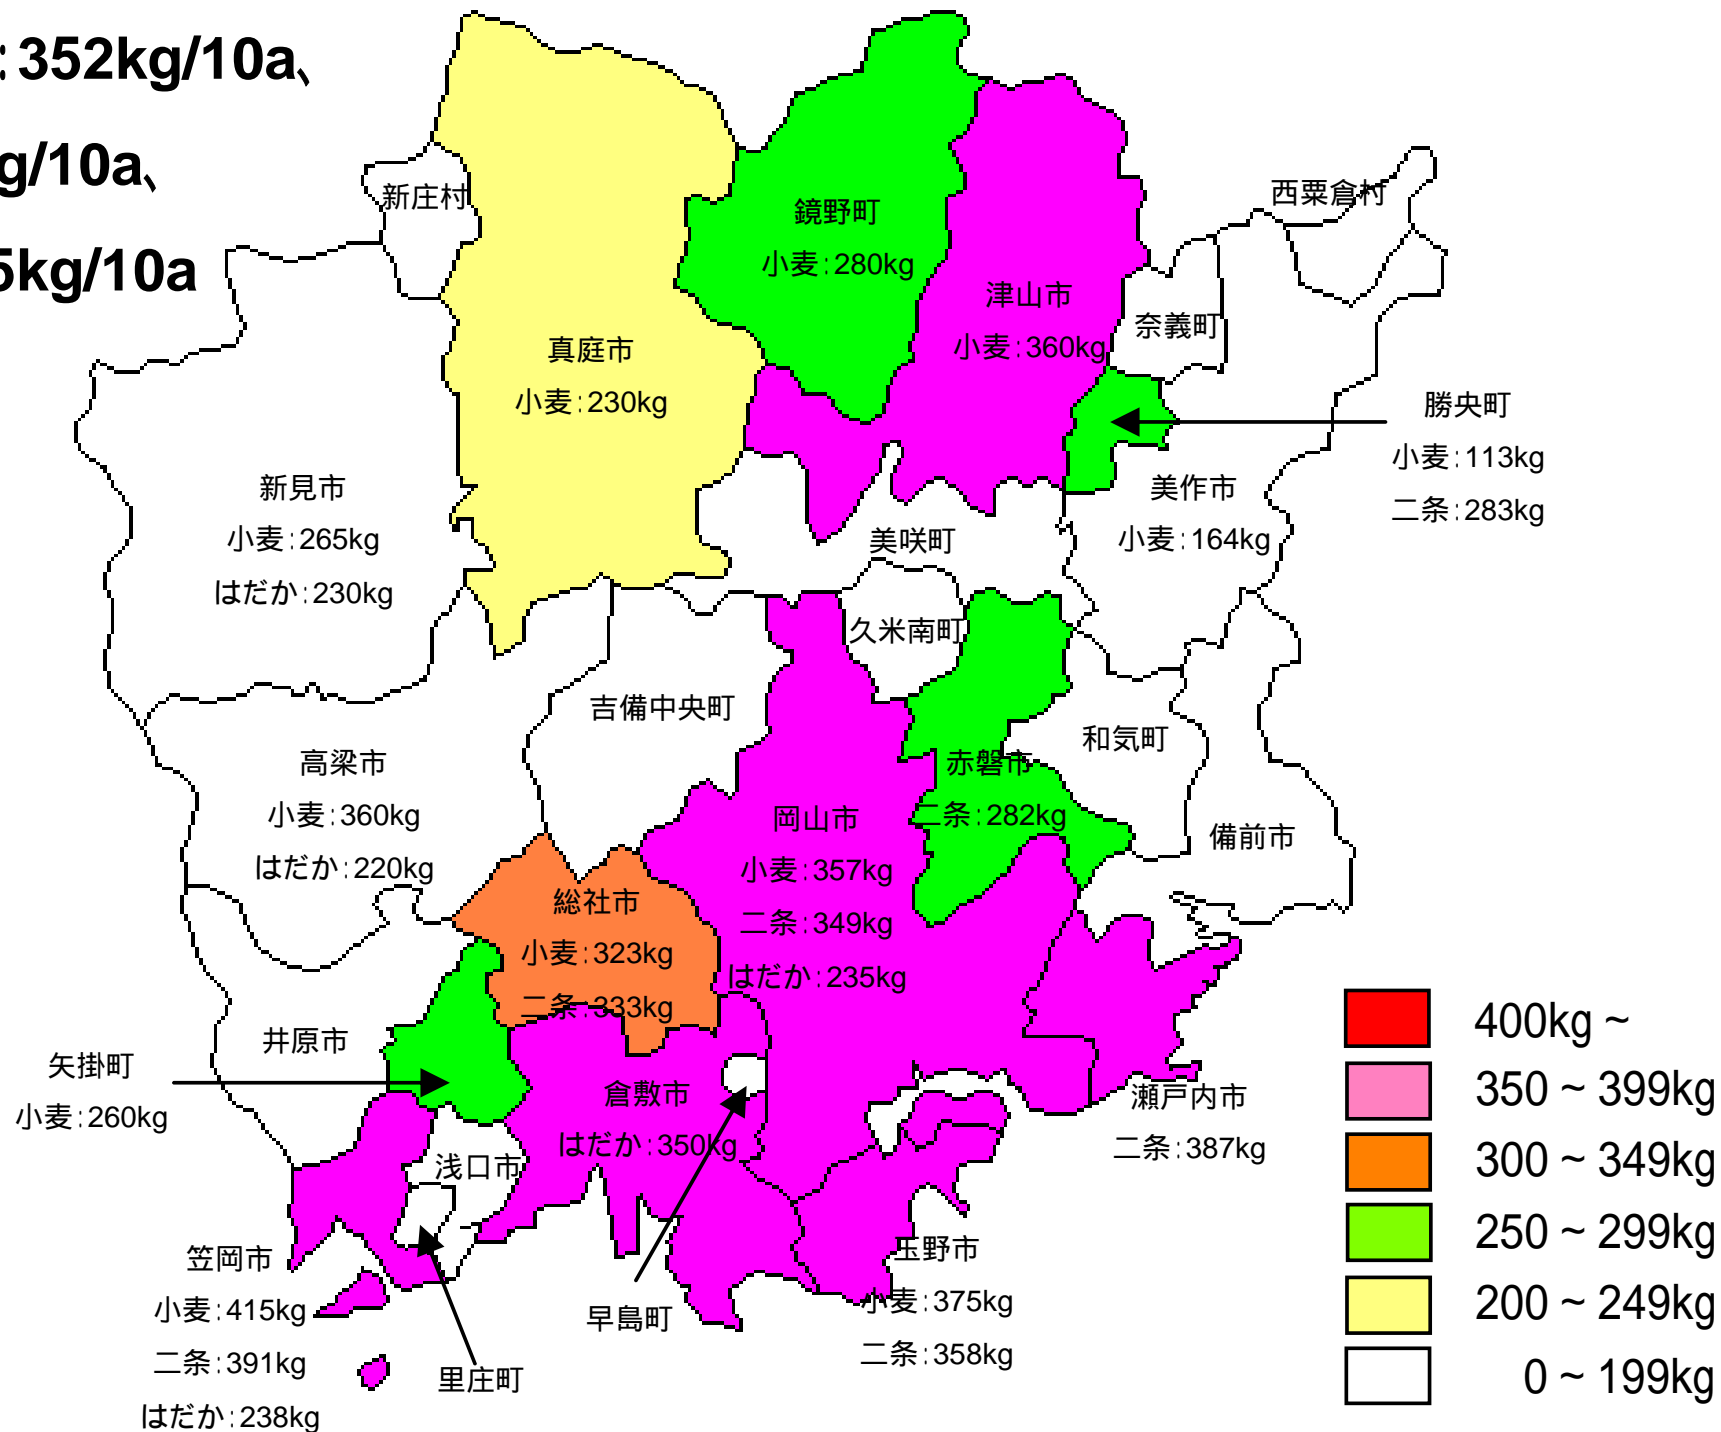 : 352kg/10a、
g/10a、
5kg/10a
新庄村
西粟倉村
鏡野町
小麦:280kg
津山市
小麦:360kg
奈義町
真庭市
小麦:230kg
勝央町
小麦:113kg
二条:283kg
新見市
小麦:265kg
はだか:230kg
美作市
小麦:164kg
美咲町
久米南町
吉備中央町
和気町
高梁市
小麦:360kg
はだか:220kg
赤磐市
二条:282kg
岡山市
小麦:357kg
二条:349kg
はだか:235kg
備前市
総社市
小麦:323kg
二条:333kg
井原市
矢掛町
小麦:260kg
倉敷市
はだか:350kg
瀬戸内市
二条:387kg
浅口市
笠岡市
小麦:415kg
二条:391kg
はだか:238kg
里庄町
早島町
玉野市
小麦:375kg
二条:358kg
400kg ~
350 ~ 399kg
300 ~ 349kg
250 ~ 299kg
200 ~ 249kg
0 ~ 199kg